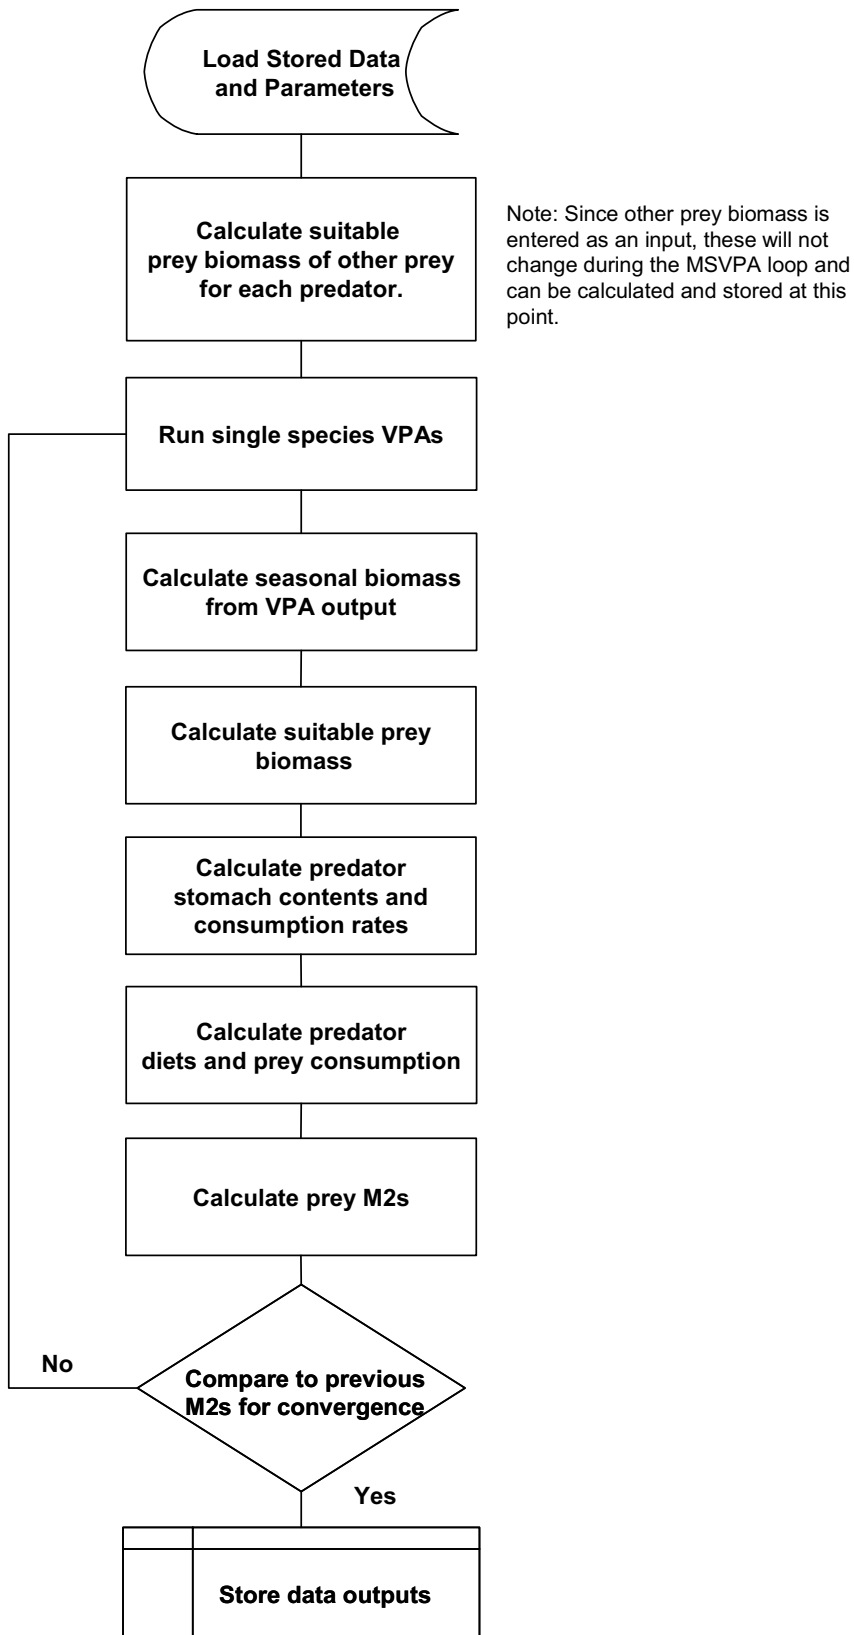 Load Stored Data
and Parameters
Calculate suitable
prey biomass of other prey
for each predator.
Note: Since other prey biomass is
entered as an input, these will not
change during the MSVPA loop and
can be calculated and stored at this
point.
Run single species VPAs
Calculate seasonal biomass
from VPA output
Calculate suitable prey
biomass
Calculate predator
stomach contents and
consumption rates
Calculate predator
diets and prey consumption
Calculate prey M2s
No
Compare to previous
M2s for convergence
Yes
Store data outputs